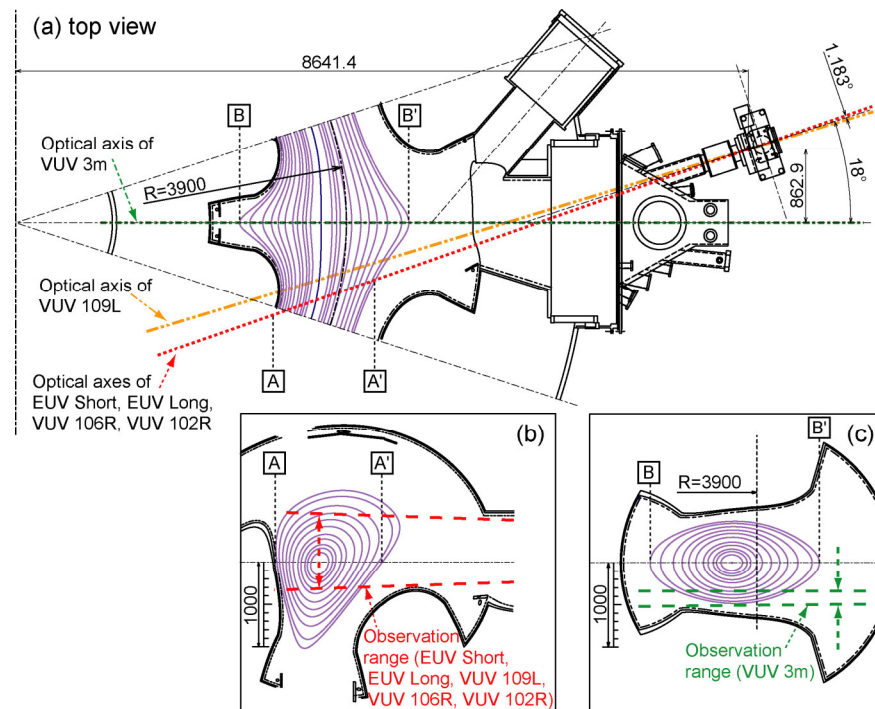 (a) top view
8641.4
1.183°
18°
862.9
B
B'
Optical axis of
VUV 3m
R=3900
Optical axis of
VUV 109L
A
A'
Optical axes of
EUV Short, EUV Long,
VUV 106R, VUV 102R
(b)
A
A'
1000
Observation
range (EUV Short,
EUV Long, VUV 109L,
VUV 106R, VUV 102R)
(c)
B'
B
R=3900
1000
Observation
range (VUV 3m)